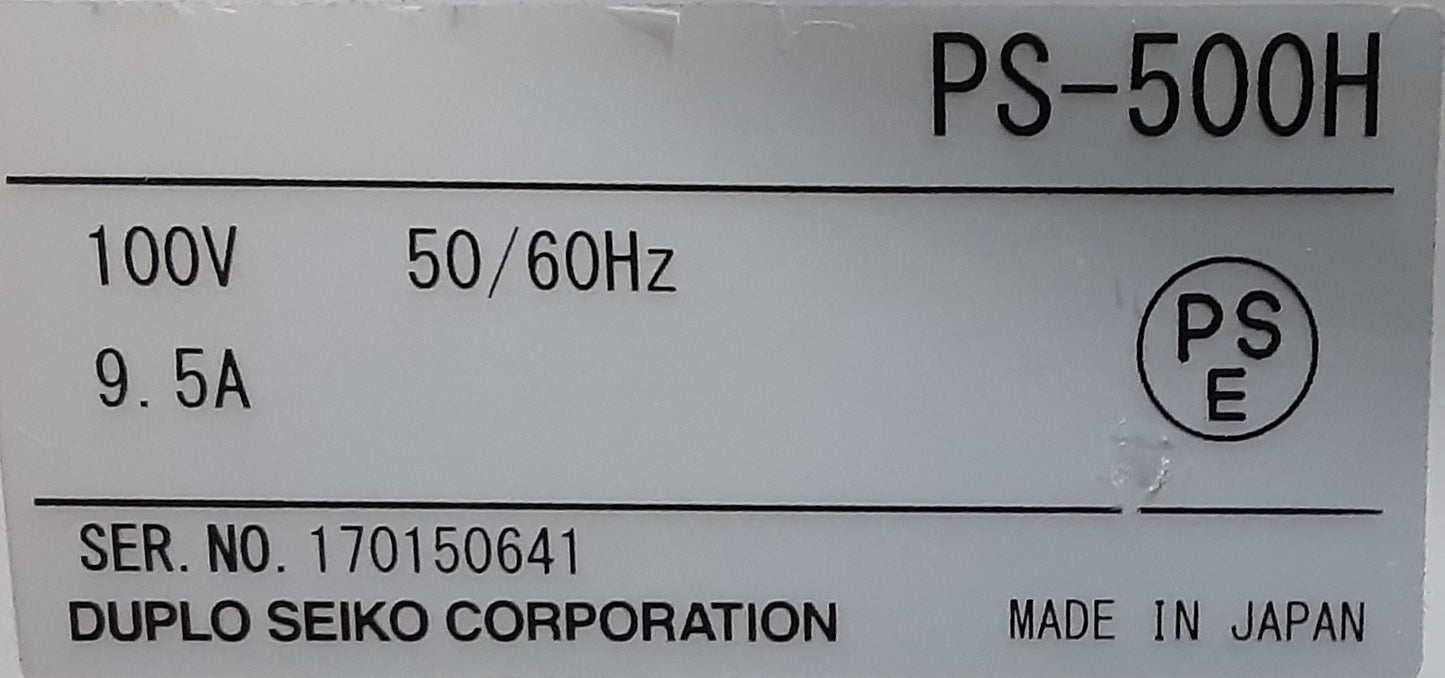 PS-500H
100V 50/60Hz
9.5A
PS
E
SER. NO. 170150641
DUPLO SEIKO CORPORATION MADE IN JAPAN